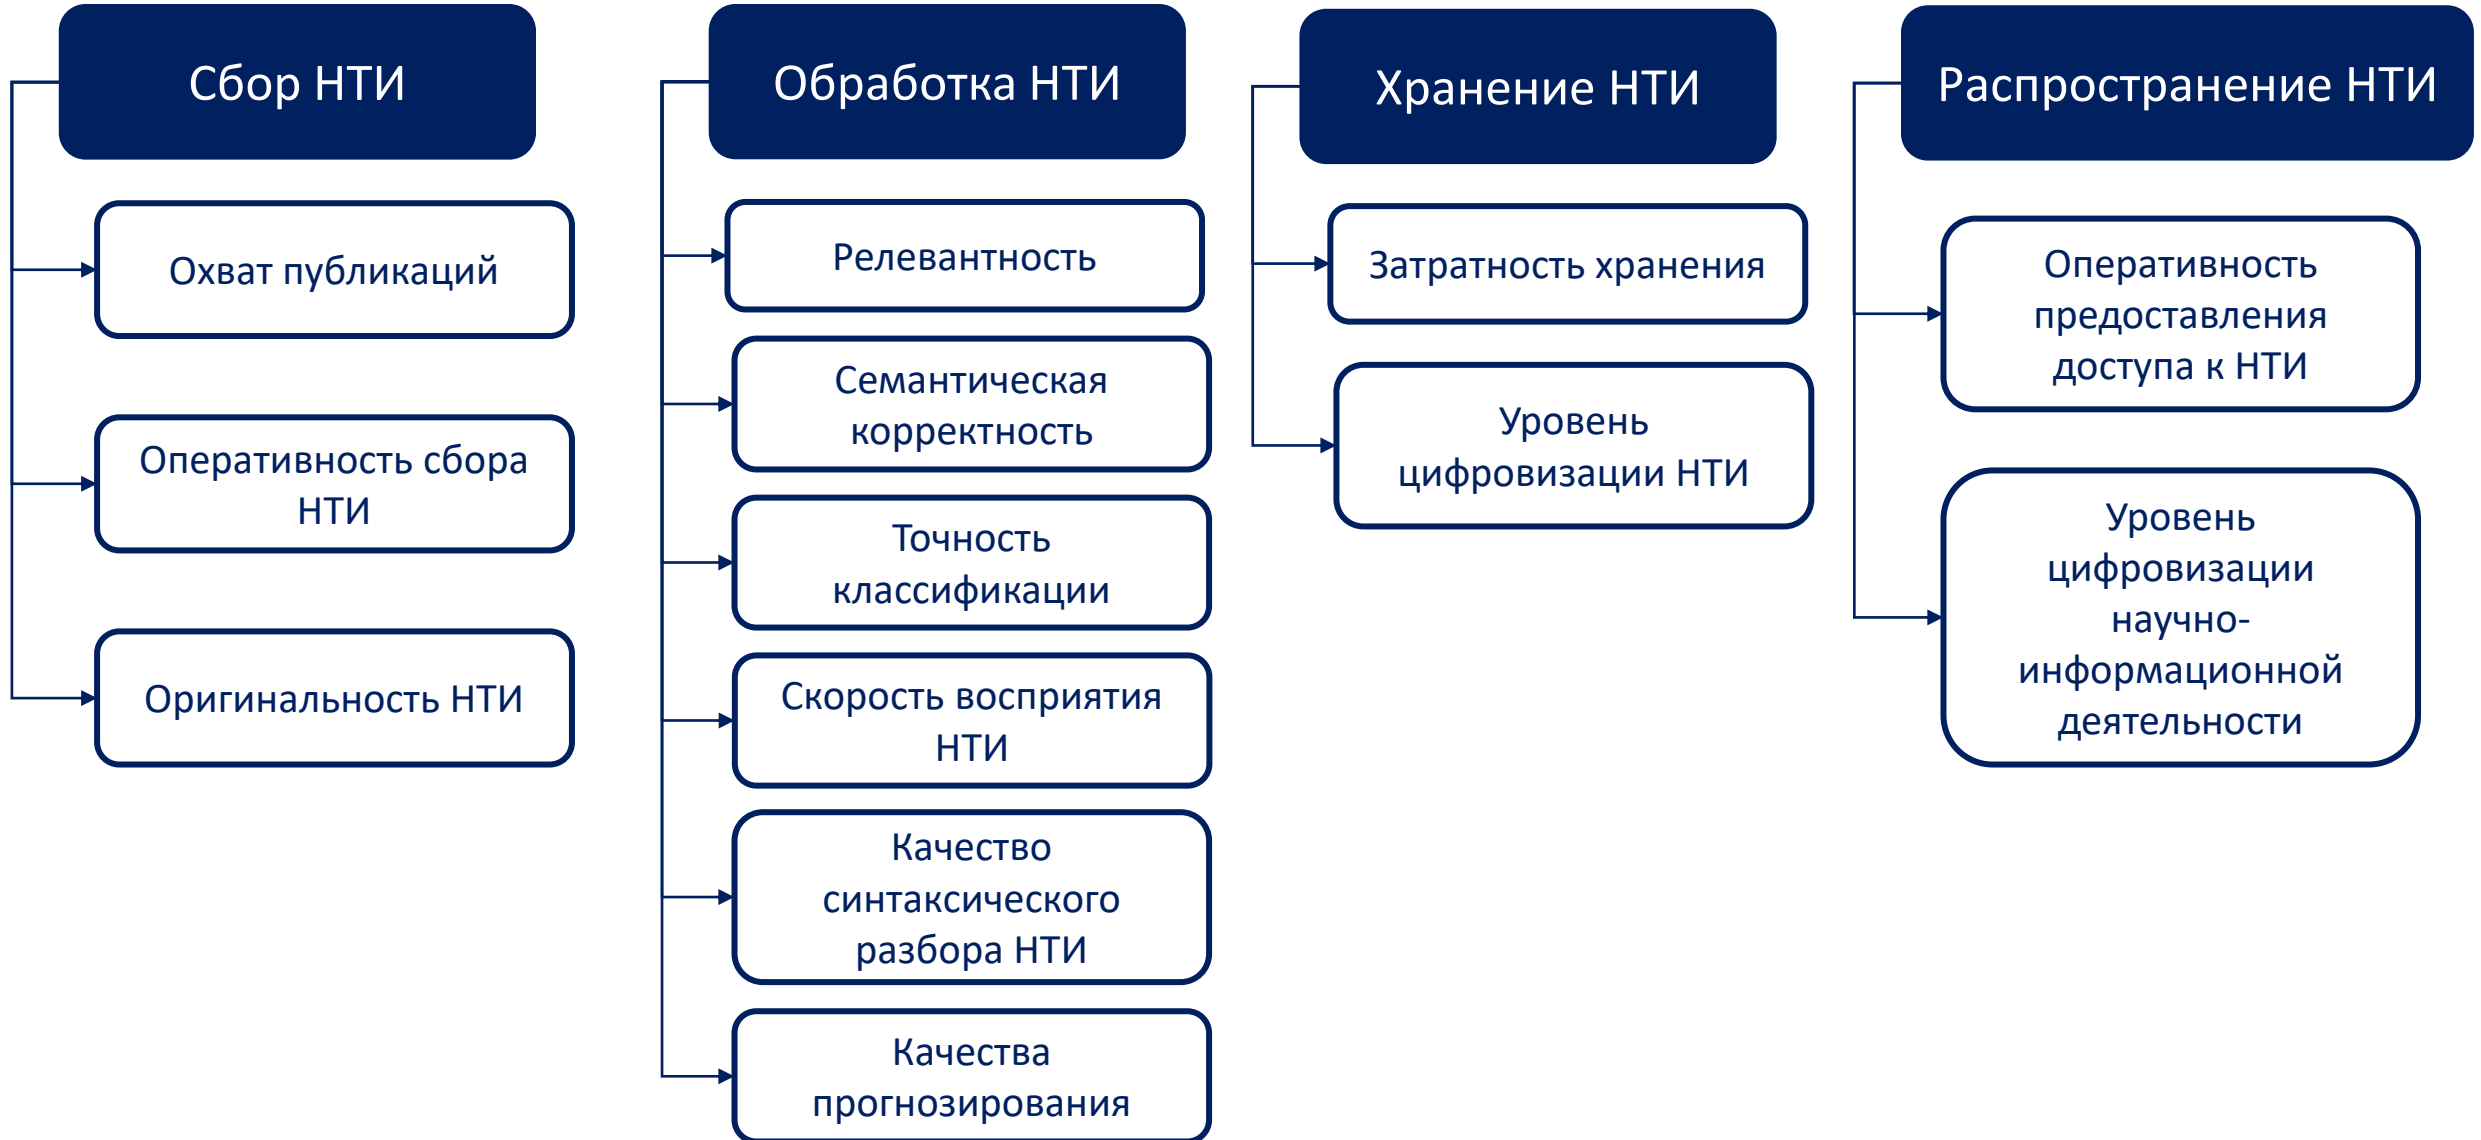 Сбор НТИ
Охват публикаций
Оперативность сбора
НТИ
Оригинальность НТИ
Обработка НТИ
Релевантность
Семантическая
корректность
Точность
классификации
Скорость восприятия
НТИ
Качество
синтаксического
разбора НТИ
Качества
прогнозирования
Хранение НТИ
Затратность хранения
Уровень
цифровизации НТИ
Распространение НТИ
Оперативность
предоставления
доступа к НТИ
Уровень
цифровизации
научно-
информационной
деятельности